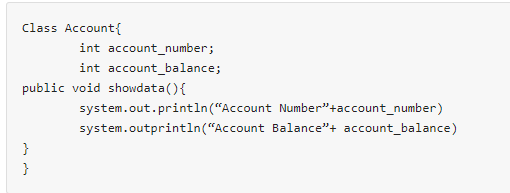 Class Account{
int account_number;
int account_balance;
public void showdata(){
system.out.println(“Account Number”+account_number)
system.outprintln(“Account Balance”+ account_balance)
}
}